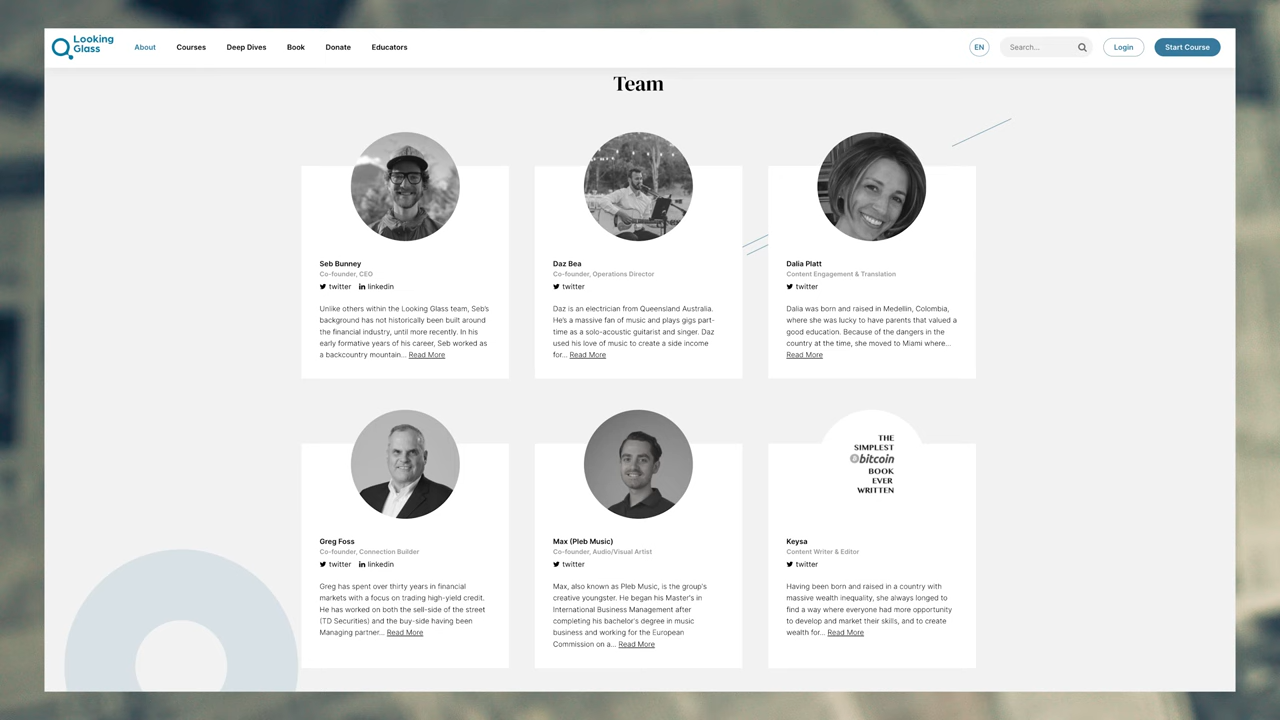 Looking
Glass
About
Courses
Deep Dives
Book
Donate
Educators
EN
Search...
Login
Start Course
Team
Seb Bunney
Co-founder, CEO
twitter
linkedin
Unlike others within the Looking Glass team, Seb's
background has not historically been built around
the financial industry, until more recently. In his
early formative years of his career, Seb worked as
a backcountry mountain... Read More
Daz Bea
Co-founder, Operations Director
twitter
Daz is an electrician from Queensland Australia.
He's a massive fan of music and plays gigs part-
time as a solo-acoustic guitarist and singer. Daz
used his love of music to create a side income
for... Read More
Dalia Platt
Content Engagement & Translation
twitter
Dalia was born and raised in Medellin, Colombia,
where she was lucky to have parents that valued a
good education. Because of the dangers in the
country at the time, she moved to Miami where...
Read More
Greg Foss
Co-founder, Connection Builder
twitter
linkedin
Greg has spent over thirty years in financial
markets with a focus on trading high-yield credit.
He has worked on both the sell-side of the street
(TD Securities) and the buy-side having been
Managing partner... Read More
Max (Pleb Music)
Co-founder, Audio/Visual Artist
twitter
Max, also known as Pleb Music, is the group's
creative youngster. He began his Master's in
International Business Management after
completing his bachelor's degree in music
business and working for the European
Commission on a... Read More
THE
SIMPLEST
bitcoin
BOOK
EVER
WRITTEN
Keysa
Content Writer & Editor
twitter
Having been born and raised in a country with
massive wealth inequality, she always longed to
find a way where everyone had more opportunity
to develop and market their skills, and to create
wealth for... Read More